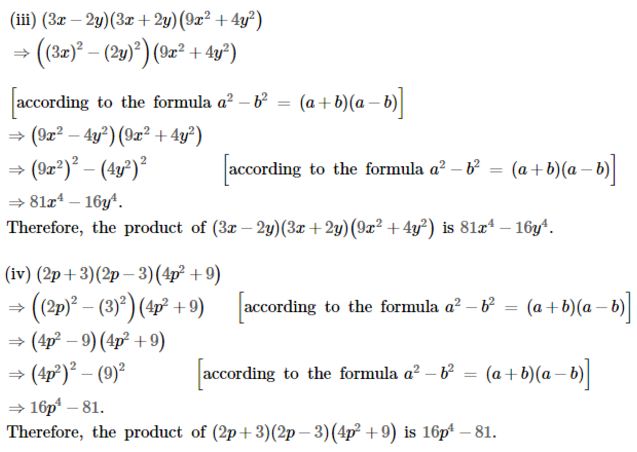 (iii) (3x − 2y)(3x + 2y)(9x² + 4y²)
⇒ ((3x)² − (2y)²)(9x² + 4y²)
[according to the formula a² − b² = (a + b)(a − b)]
⇒ (9x² − 4y²)(9x² + 4y²)
⇒ (9x²)² − (4y²)² [according to the formula a² − b² = (a + b)(a − b)]
⇒ 81x⁴ − 16y⁴.
Therefore, the product of (3x − 2y)(3x + 2y)(9x² + 4y²) is 81x⁴ − 16y⁴.
(iv) (2p + 3)(2p − 3)(4p² + 9)
⇒ ((2p)² − (3)²)(4p² + 9) [according to the formula a² − b² = (a + b)(a − b)]
⇒ (4p² − 9)(4p² + 9)
⇒ (4p²)² − (9)² [according to the formula a² − b² = (a + b)(a − b)]
⇒ 16p⁴ − 81.
Therefore, the product of (2p + 3)(2p − 3)(4p² + 9) is 16p⁴ − 81.